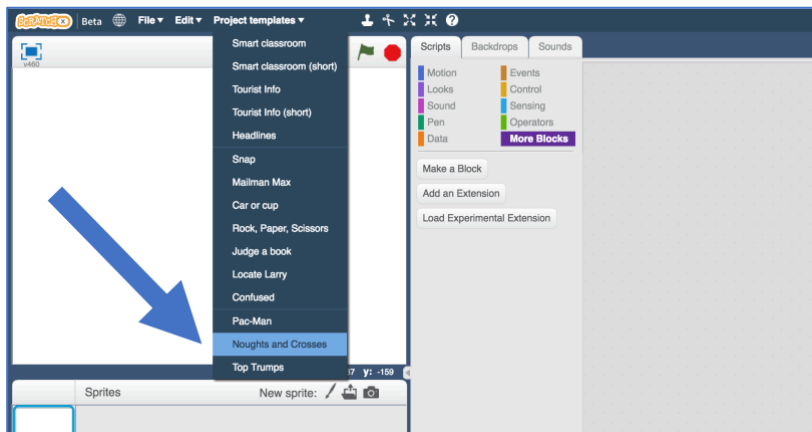 SCRATCHX Beta File▼ Edit▼ Project templates▼
v460
Smart classroom
Smart classroom (short)
Tourist Info
Tourist Info (short)
Headlines
Snap
Mailman Max
Car or cup
Rock, Paper, Scissors
Judge a book
Locate Larry
Confused
Pac-Man
Noughts and Crosses
Top Trumps
y: -159
Sprites New sprite:
Scripts Backdrops Sounds
Motion Events
Looks Control
Sound Sensing
Pen Operators
Data More Blocks
Make a Block
Add an Extension
Load Experimental Extension